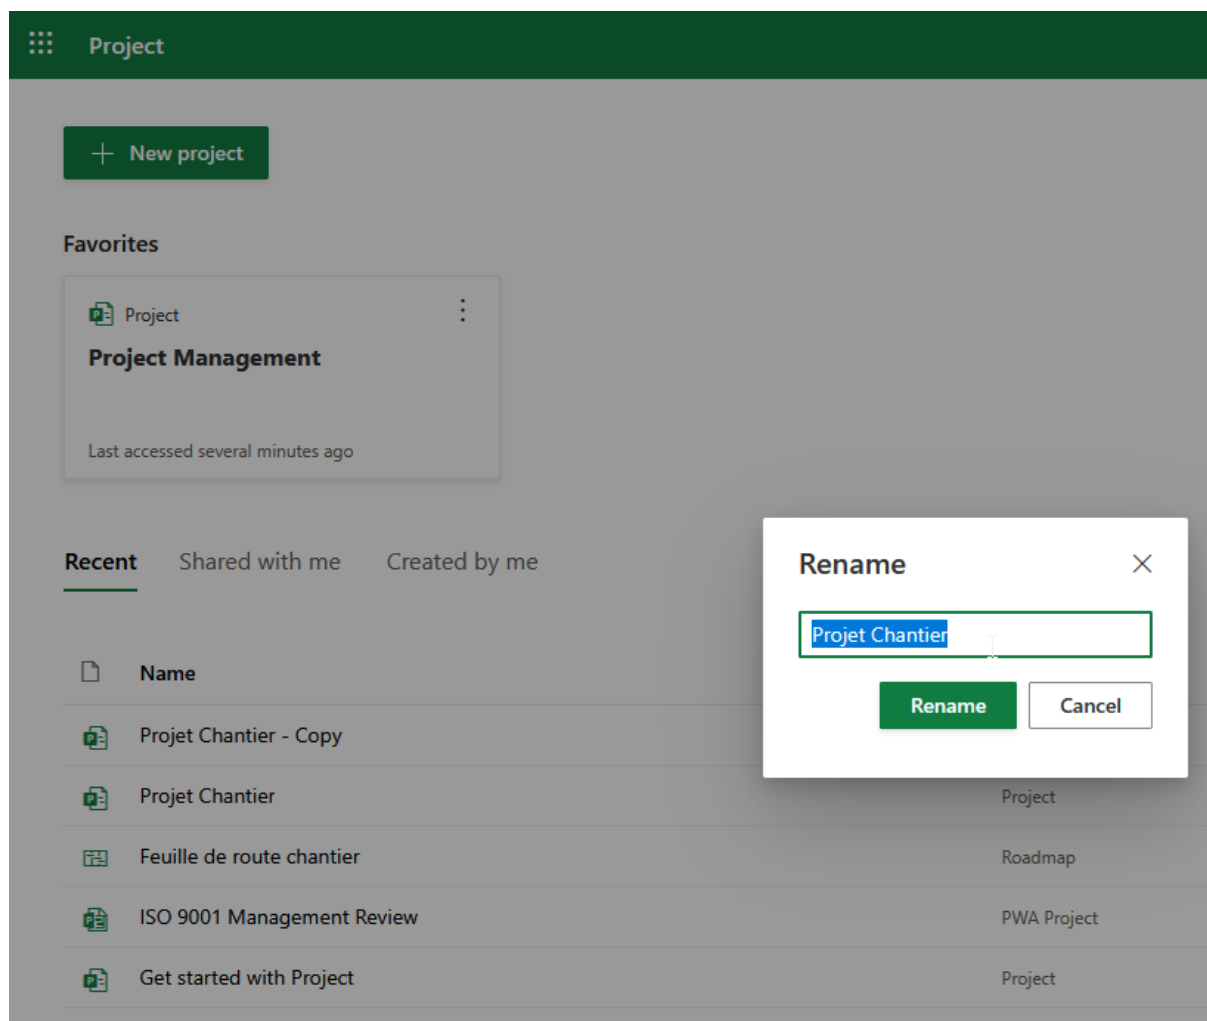 Project
New project
Favorites
Project
Project Management
Last accessed several minutes ago
Recent Shared with me Created by me
Rename
Projet Chantier
Rename Cancel
Name
Projet Chantier - Copy
Projet Chantier Project
Feuille de route chantier Roadmap
ISO 9001 Management Review PWA Project
Get started with Project Project